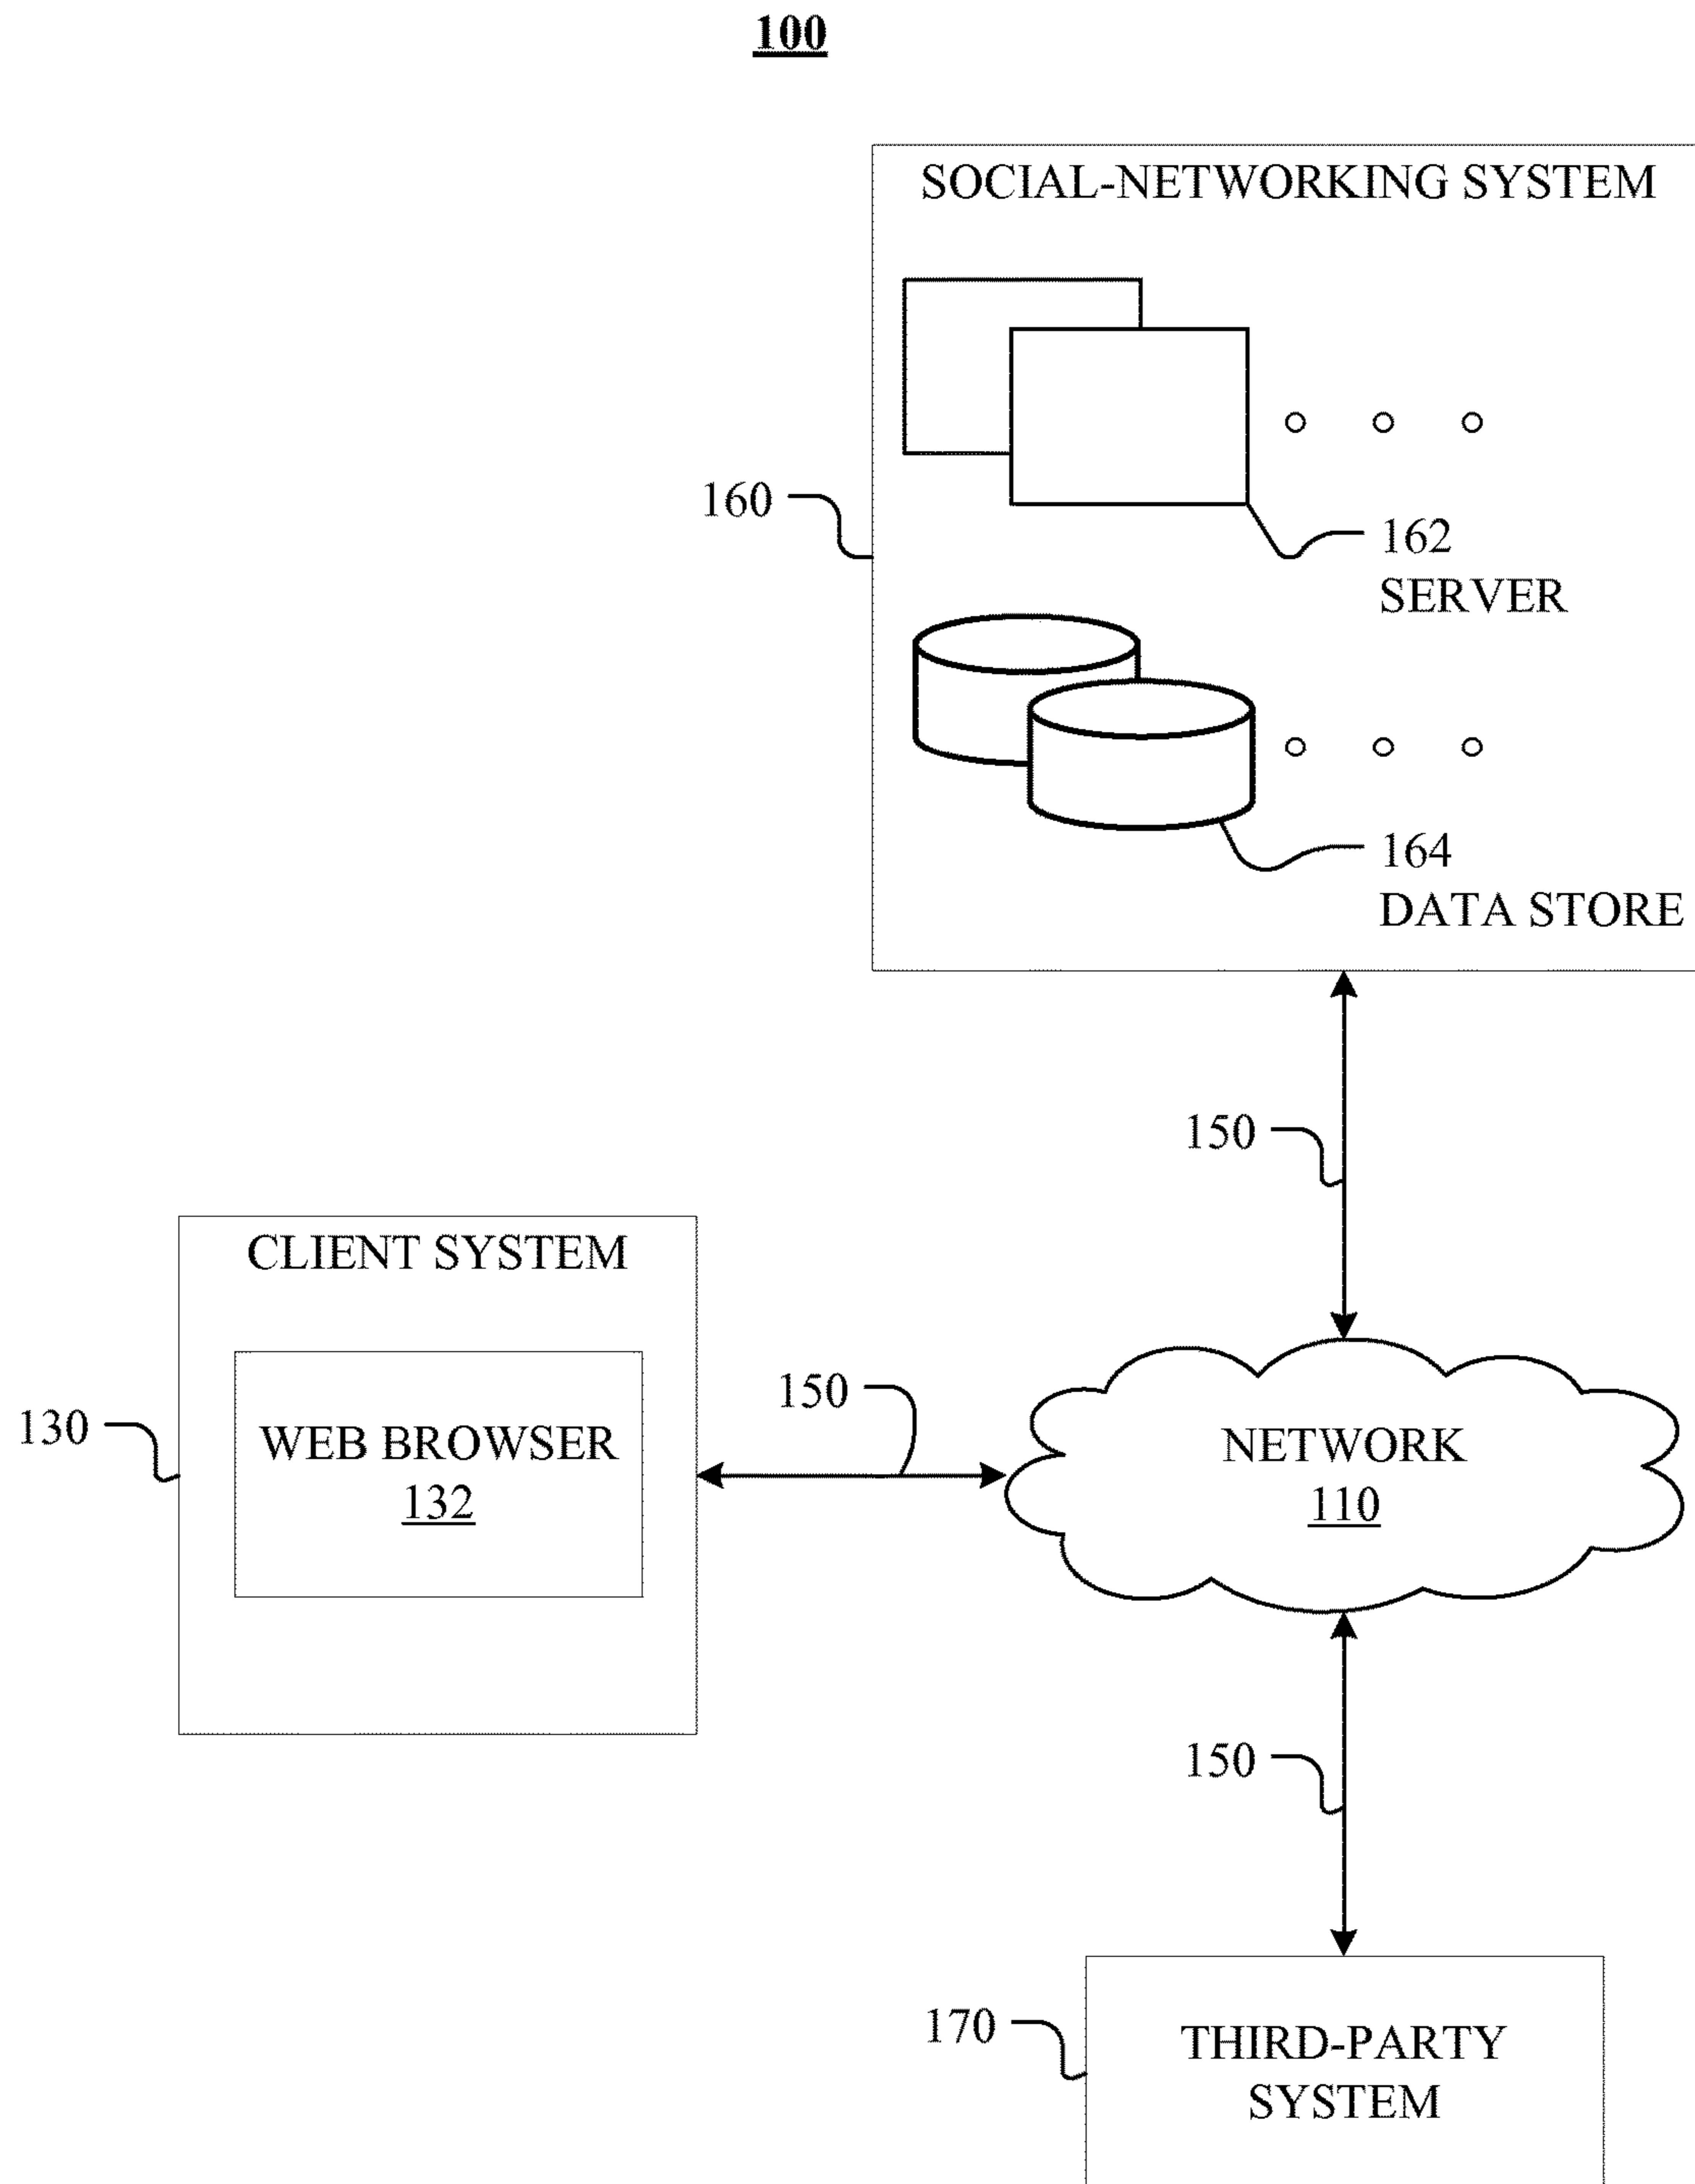 100
SOCIAL-NETWORKING SYSTEM
160
162
SERVER
164
DATA STORE
150
CLIENT SYSTEM
130
WEB BROWSER
132
150
NETWORK
110
150
170
THIRD-PARTY
SYSTEM